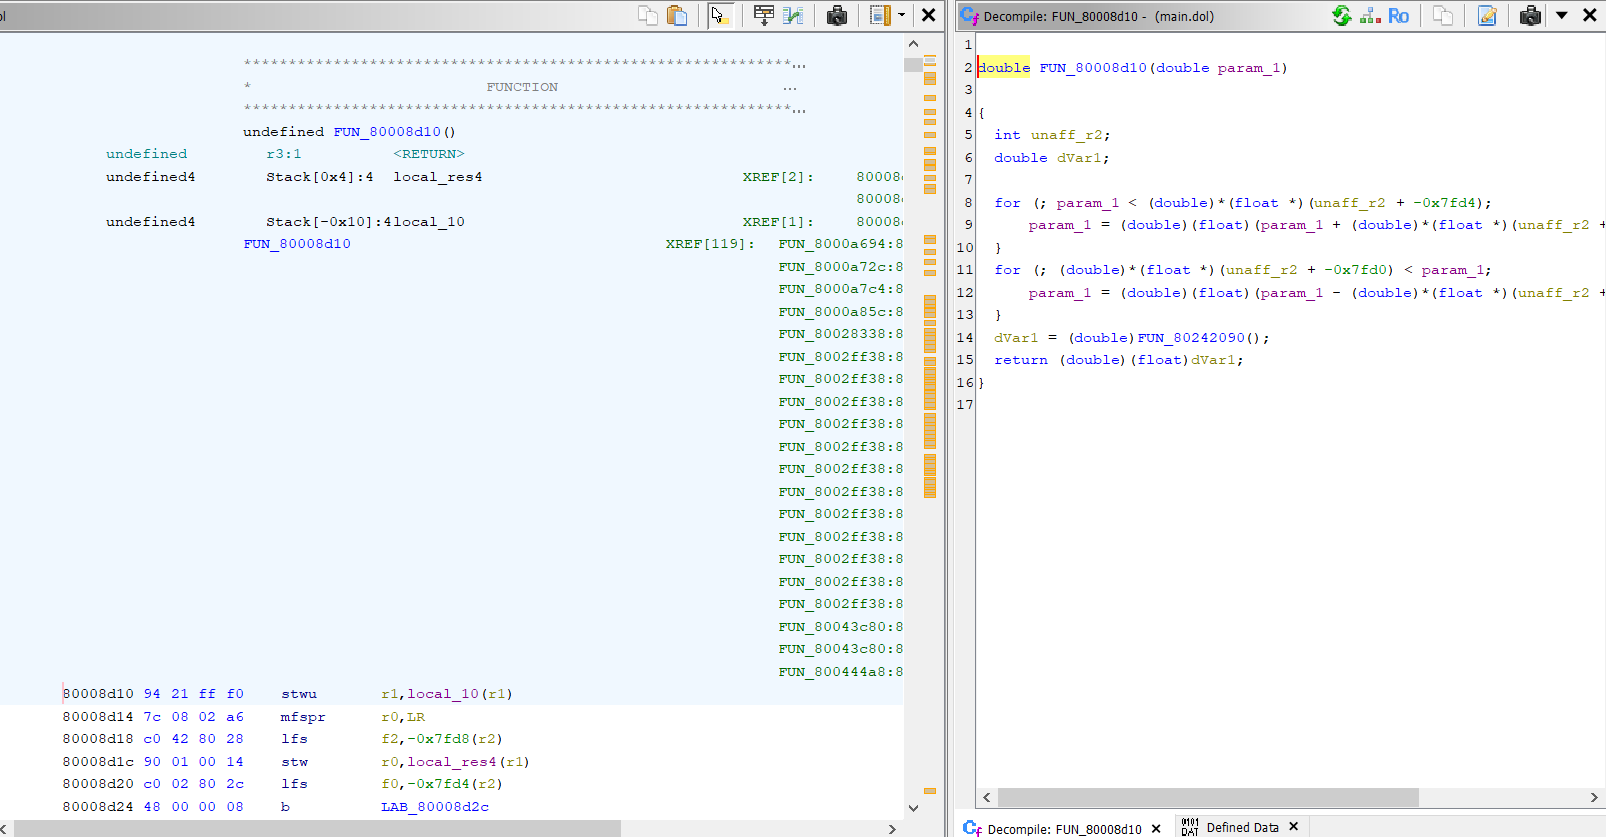 ol
************************************************************...
* FUNCTION ...
************************************************************...
undefined FUN_80008d10()
undefined r3:1 <RETURN>
undefined4 Stack[0x4]:4 local_res4 XREF[2]: 80008
80008
undefined4 Stack[-0x10]:4 local_10 XREF[1]: 80008
FUN_80008d10 XREF[119]: FUN_8000a694:8
FUN_8000a72c:8
FUN_8000a7c4:8
FUN_8000a85c:8
FUN_80028338:8
FUN_8002ff38:8
FUN_8002ff38:8
FUN_8002ff38:8
FUN_8002ff38:8
FUN_8002ff38:8
FUN_8002ff38:8
FUN_8002ff38:8
FUN_8002ff38:8
FUN_8002ff38:8
FUN_8002ff38:8
FUN_8002ff38:8
FUN_8002ff38:8
FUN_80043c80:8
FUN_80043c80:8
FUN_800444a8:8
80008d10 94 21 ff f0 stwu r1,local_10(r1)
80008d14 7c 08 02 a6 mfspr r0,LR
80008d18 c0 42 80 28 lfs f2,-0x7fd8(r2)
80008d1c 90 01 00 14 stw r0,local_res4(r1)
80008d20 c0 02 80 2c lfs f0,-0x7fd4(r2)
80008d24 48 00 00 08 b LAB_80008d2c
Decompile: FUN_80008d10 - (main.dol)
Ro
1
2 double FUN_80008d10(double param_1)
3
4 {
5 int unaff_r2;
6 double dVar1;
7
8 for (; param_1 < (double)*(float *)(unaff_r2 + -0x7fd4);
9 param_1 = (double)(float)(param_1 + (double)*(float *)(unaff_r2 +
10 }
11 for (; (double)*(float *)(unaff_r2 + -0x7fd0) < param_1;
12 param_1 = (double)(float)(param_1 - (double)*(float *)(unaff_r2 +
13 }
14 dVar1 = (double)FUN_80242090();
15 return (double)(float)dVar1;
16 }
17
Decompile: FUN_80008d10 ×
0101 DAT Defined Data ×